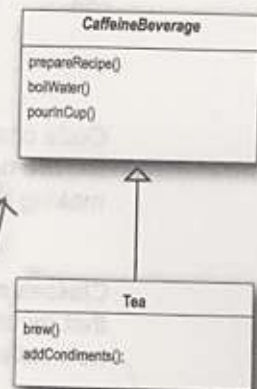 CaffeineBeverage
prepareRecipe()
boilWater()
pourInCup()
Tea
brew()
addCondiments();